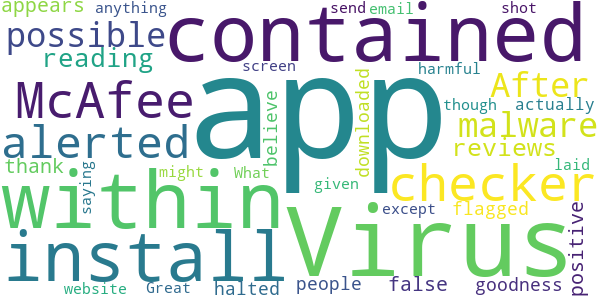 appears anything send email shot
possible contained
reading screen harmful After
McAfee app though actually
alerted believe downloaded malware
checker reviews
thank saying might What given laid
within install Virus except flagged
website Great halted people false goodness positive